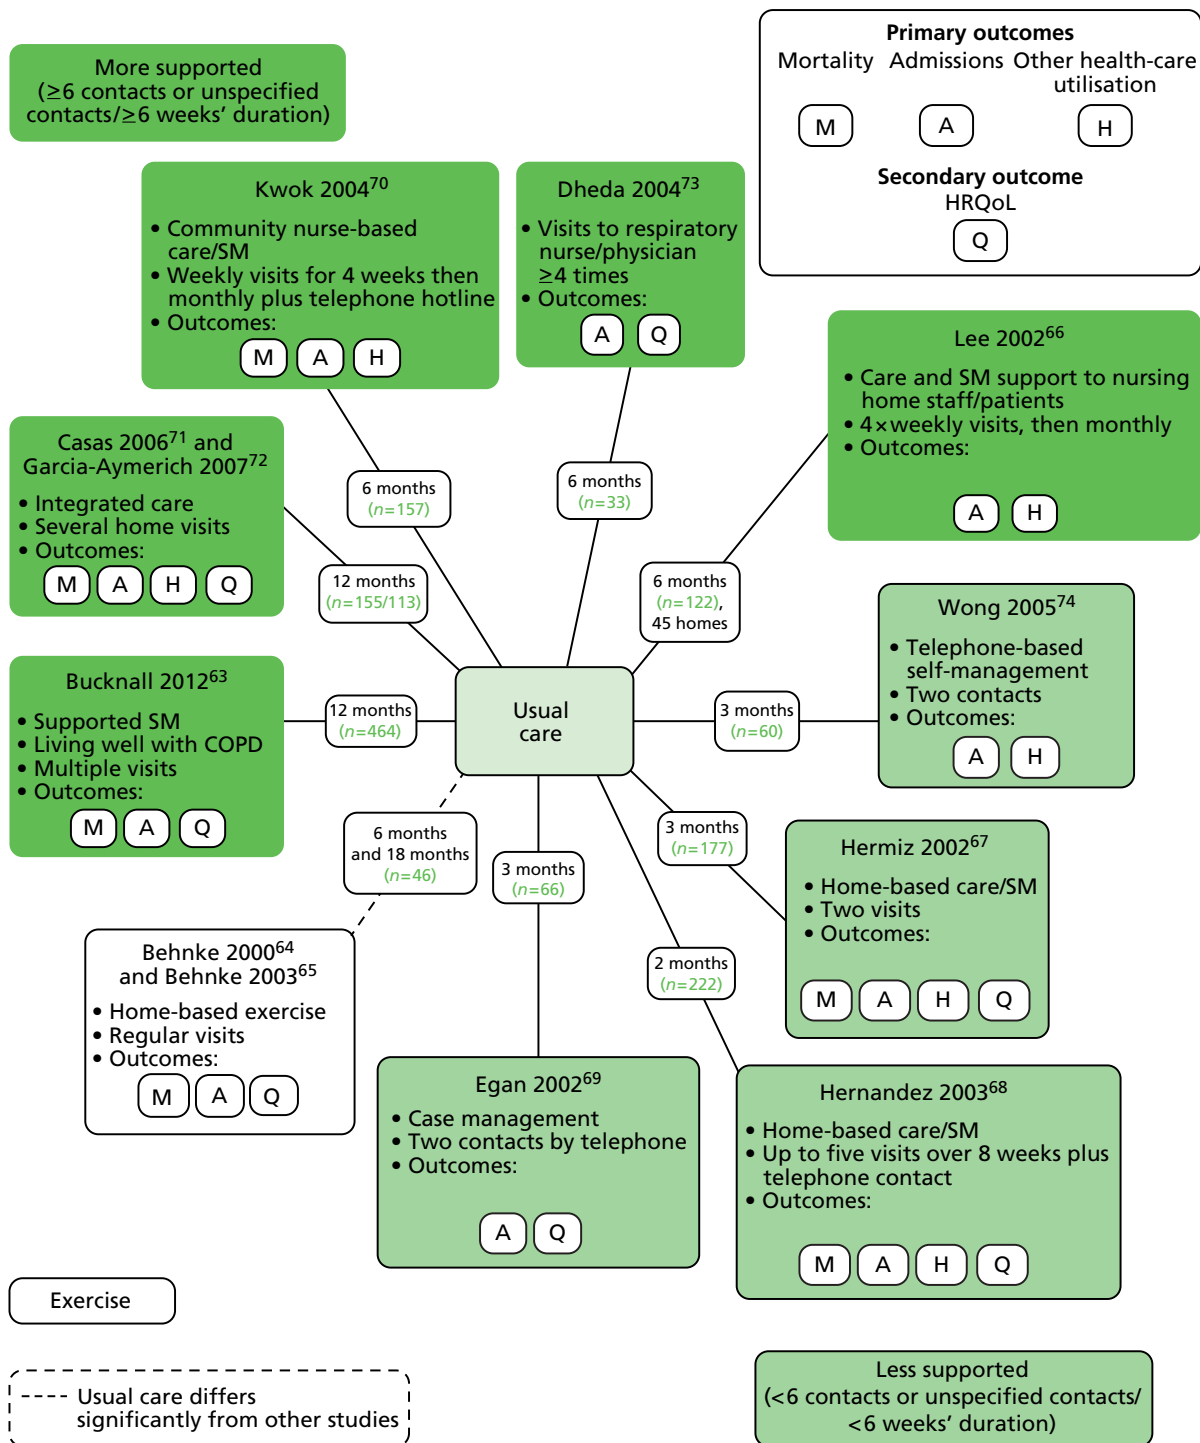 More supported
(≥6 contacts or unspecified
contacts/≥6 weeks' duration)
Primary outcomes
Mortality
Admissions
Other health-care
utilisation
M
A
H
Secondary outcome
HRQoL
Q
Kwok 2004⁷⁰
• Community nurse-based
care/SM
• Weekly visits for 4 weeks then
monthly plus telephone hotline
• Outcomes:
M A H
Dheda 2004⁷³
• Visits to respiratory
nurse/physician
≥4 times
• Outcomes:
A Q
Lee 2002⁶⁶
• Care and SM support to nursing
home staff/patients
• 4×weekly visits, then monthly
• Outcomes:
A H
Casas 2006⁷¹ and
Garcia-Aymerich 2007⁷²
• Integrated care
• Several home visits
• Outcomes:
M A H Q
6 months
(n=157)
6 months
(n=33)
12 months
(n=155/113)
6 months
(n=122),
45 homes
Wong 2005⁷⁴
• Telephone-based
self-management
• Two contacts
• Outcomes:
A H
Bucknall 2012⁶³
• Supported SM
• Living well with COPD
• Multiple visits
• Outcomes:
M A Q
12 months
(n=464)
Usual
care
3 months
(n=60)
6 months
and 18 months
(n=46)
3 months
(n=66)
3 months
(n=177)
2 months
(n=222)
Hermiz 2002⁶⁷
• Home-based care/SM
• Two visits
• Outcomes:
M A H Q
Behnke 2000⁶⁴
and Behnke 2003⁶⁵
• Home-based exercise
• Regular visits
• Outcomes:
M A Q
Egan 2002⁶⁹
• Case management
• Two contacts by telephone
• Outcomes:
A Q
Hernandez 2003⁶⁸
• Home-based care/SM
• Up to five visits over 8 weeks plus
telephone contact
• Outcomes:
M A H Q
Exercise
Usual care differs
significantly from other studies
Less supported
(<6 contacts or unspecified contacts/
<6 weeks' duration)